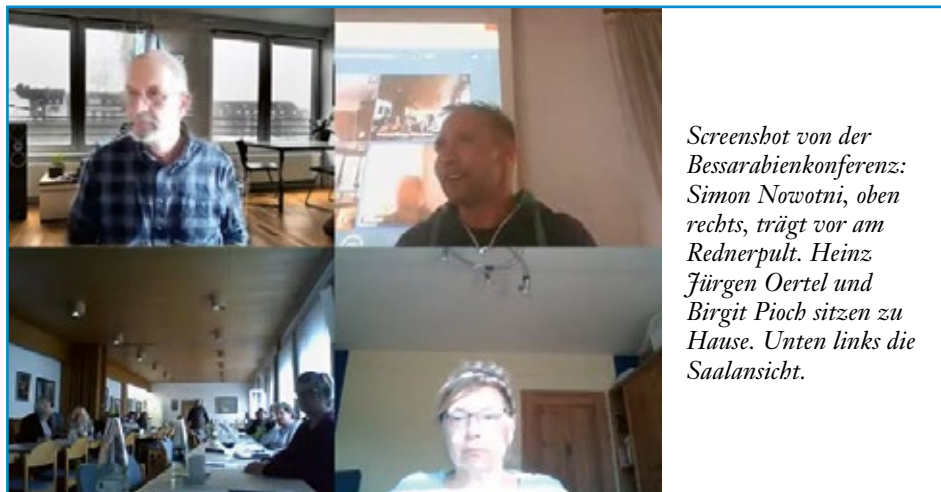 Screenshot von der
Bessarabienkonferenz:
Simon Nowotni, oben
rechts, trägt vor am
Rednerpult. Heinz
Jürgen Oertel und
Birgit Pioch sitzen zu
Hause. Unten links die
Saalansicht.